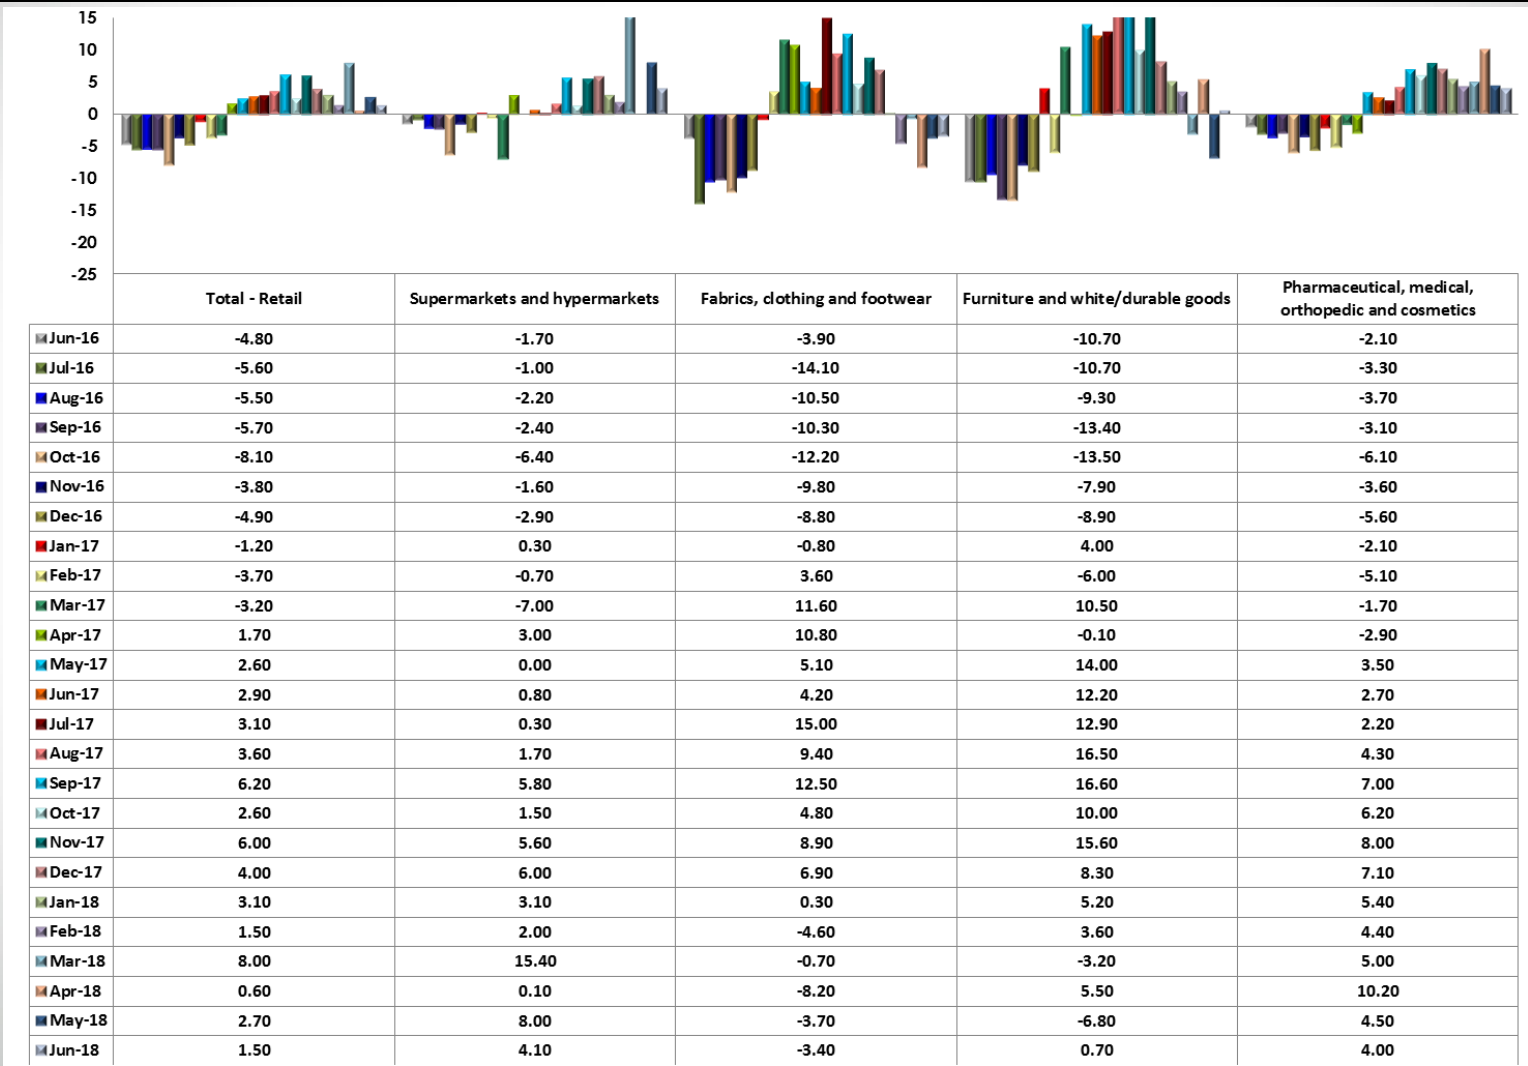 15
10
5
0
-5
-10
-15
-20
-25
Total - Retail Supermarkets and hypermarkets Fabrics, clothing and footwear Furniture and white/durable goods Pharmaceutical, medical,
orthopedic and cosmetics
Jun-16 -4.80 -1.70 -3.90 -10.70 -2.10
Jul-16 -5.60 -1.00 -14.10 -10.70 -3.30
Aug-16 -5.50 -2.20 -10.50 -9.30 -3.70
Sep-16 -5.70 -2.40 -10.30 -13.40 -3.10
Oct-16 -8.10 -6.40 -12.20 -13.50 -6.10
Nov-16 -3.80 -1.60 -9.80 -7.90 -3.60
Dec-16 -4.90 -2.90 -8.80 -8.90 -5.60
Jan-17 -1.20 0.30 -0.80 4.00 -2.10
Feb-17 -3.70 -0.70 3.60 -6.00 -5.10
Mar-17 -3.20 -7.00 11.60 10.50 -1.70
Apr-17 1.70 3.00 10.80 -0.10 -2.90
May-17 2.60 0.00 5.10 14.00 3.50
Jun-17 2.90 0.80 4.20 12.20 2.70
Jul-17 3.10 0.30 15.00 12.90 2.20
Aug-17 3.60 1.70 9.40 16.50 4.30
Sep-17 6.20 5.80 12.50 16.60 7.00
Oct-17 2.60 1.50 4.80 10.00 6.20
Nov-17 6.00 5.60 8.90 15.60 8.00
Dec-17 4.00 6.00 6.90 8.30 7.10
Jan-18 3.10 3.10 0.30 5.20 5.40
Feb-18 1.50 2.00 -4.60 3.60 4.40
Mar-18 8.00 15.40 -0.70 -3.20 5.00
Apr-18 0.60 0.10 -8.20 5.50 10.20
May-18 2.70 8.00 -3.70 -6.80 4.50
Jun-18 1.50 4.10 -3.40 0.70 4.00